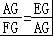 AG/FG = EG/AG